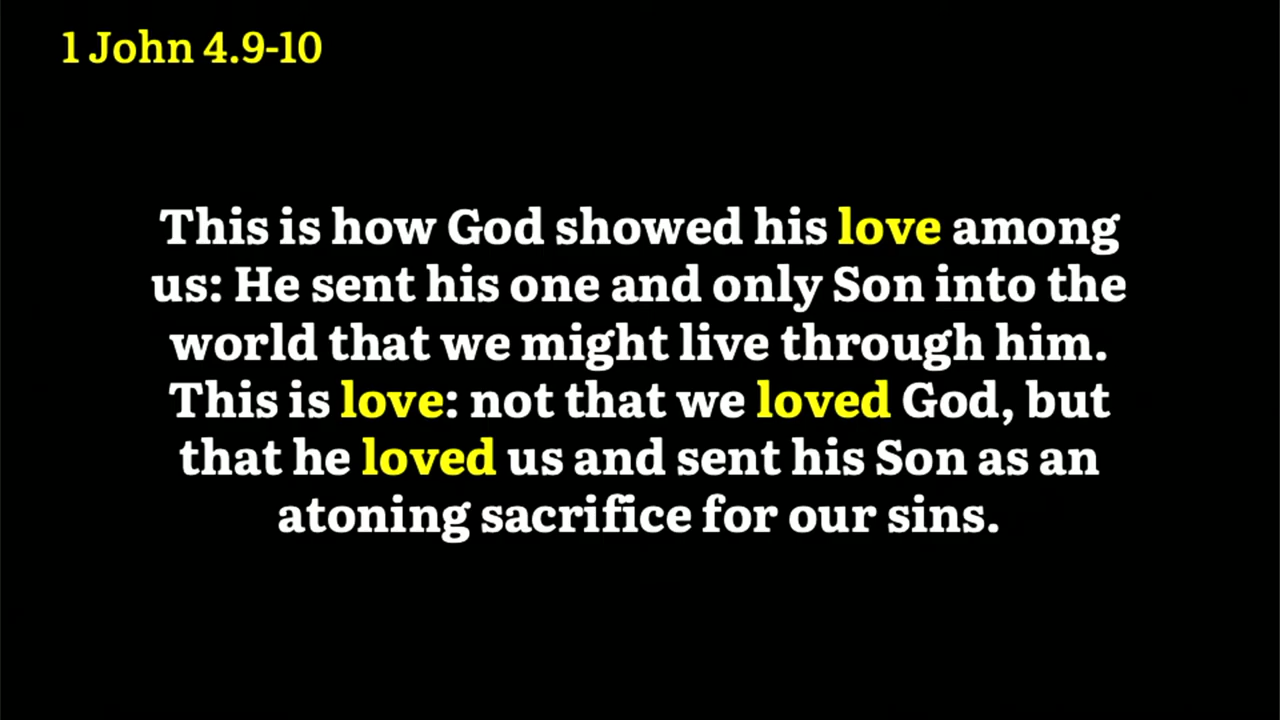 1 John 4.9-10
This is how God showed his love among
us: He sent his one and only Son into the
world that we might live through him.
This is love: not that we loved God, but
that he loved us and sent his Son as an
atoning sacrifice for our sins.